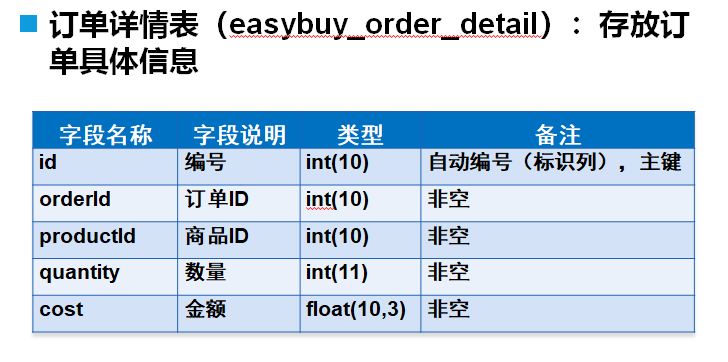 订单详情表（easybuy_order_detail）：存放订
单具体信息
字段名称 字段说明 类型 备注
id 编号 int(10) 自动编号（标识列），主键
orderId 订单ID int(10) 非空
productId 商品ID int(10) 非空
quantity 数量 int(11) 非空
cost 金额 float(10,3) 非空